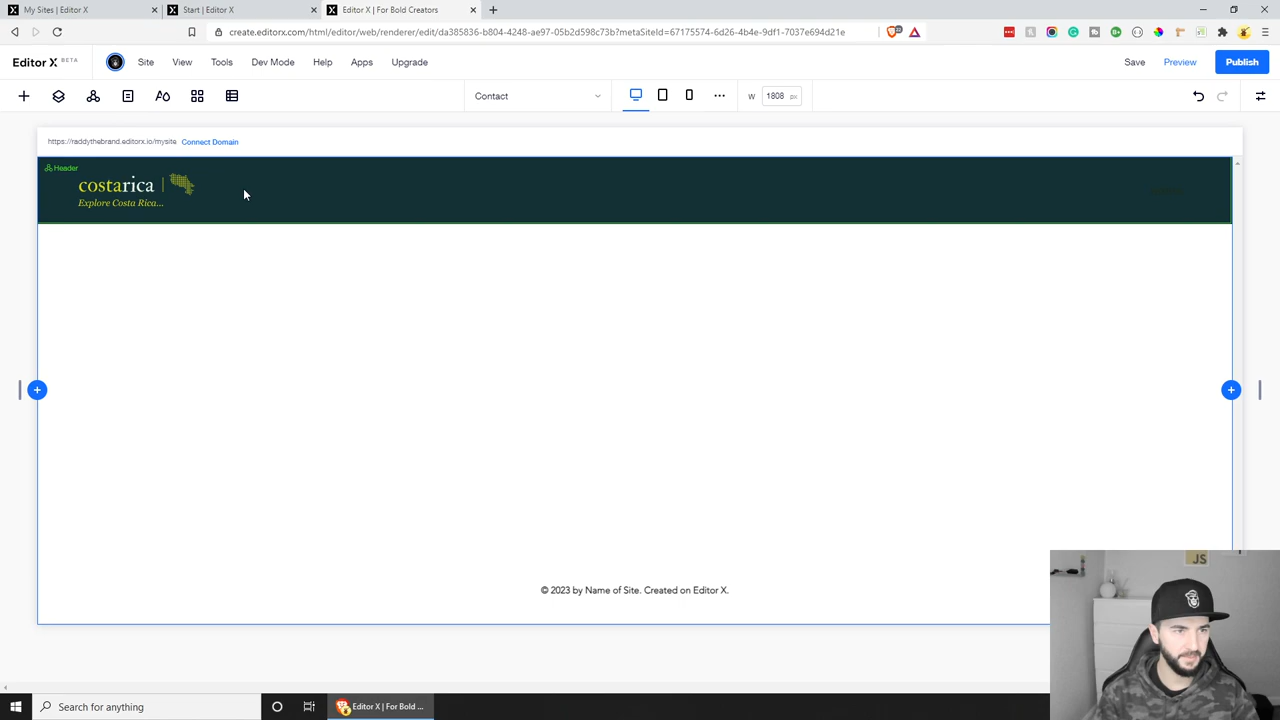 My Sites | Editor X
Start | Editor X
Editor X | For Bold Creators
create.editorx.com/html/editor/web/renderer/edit/da385836-b804-4248-ae97-05b2d598c73b?metaSiteId=67175574-6d26-4b4e-9df1-7037e694d21e
Editor X BETA
Site
View
Tools
Dev Mode
Help
Apps
Upgrade
Save
Preview
Publish
Contact
W
1808 px
https://raddythebrand.editorx.io/mysite
Connect Domain
Header
costarica
Explore Costa Rica...
© 2023 by Name of Site. Created on Editor X.
JS
Search for anything
Editor X | For Bold ...